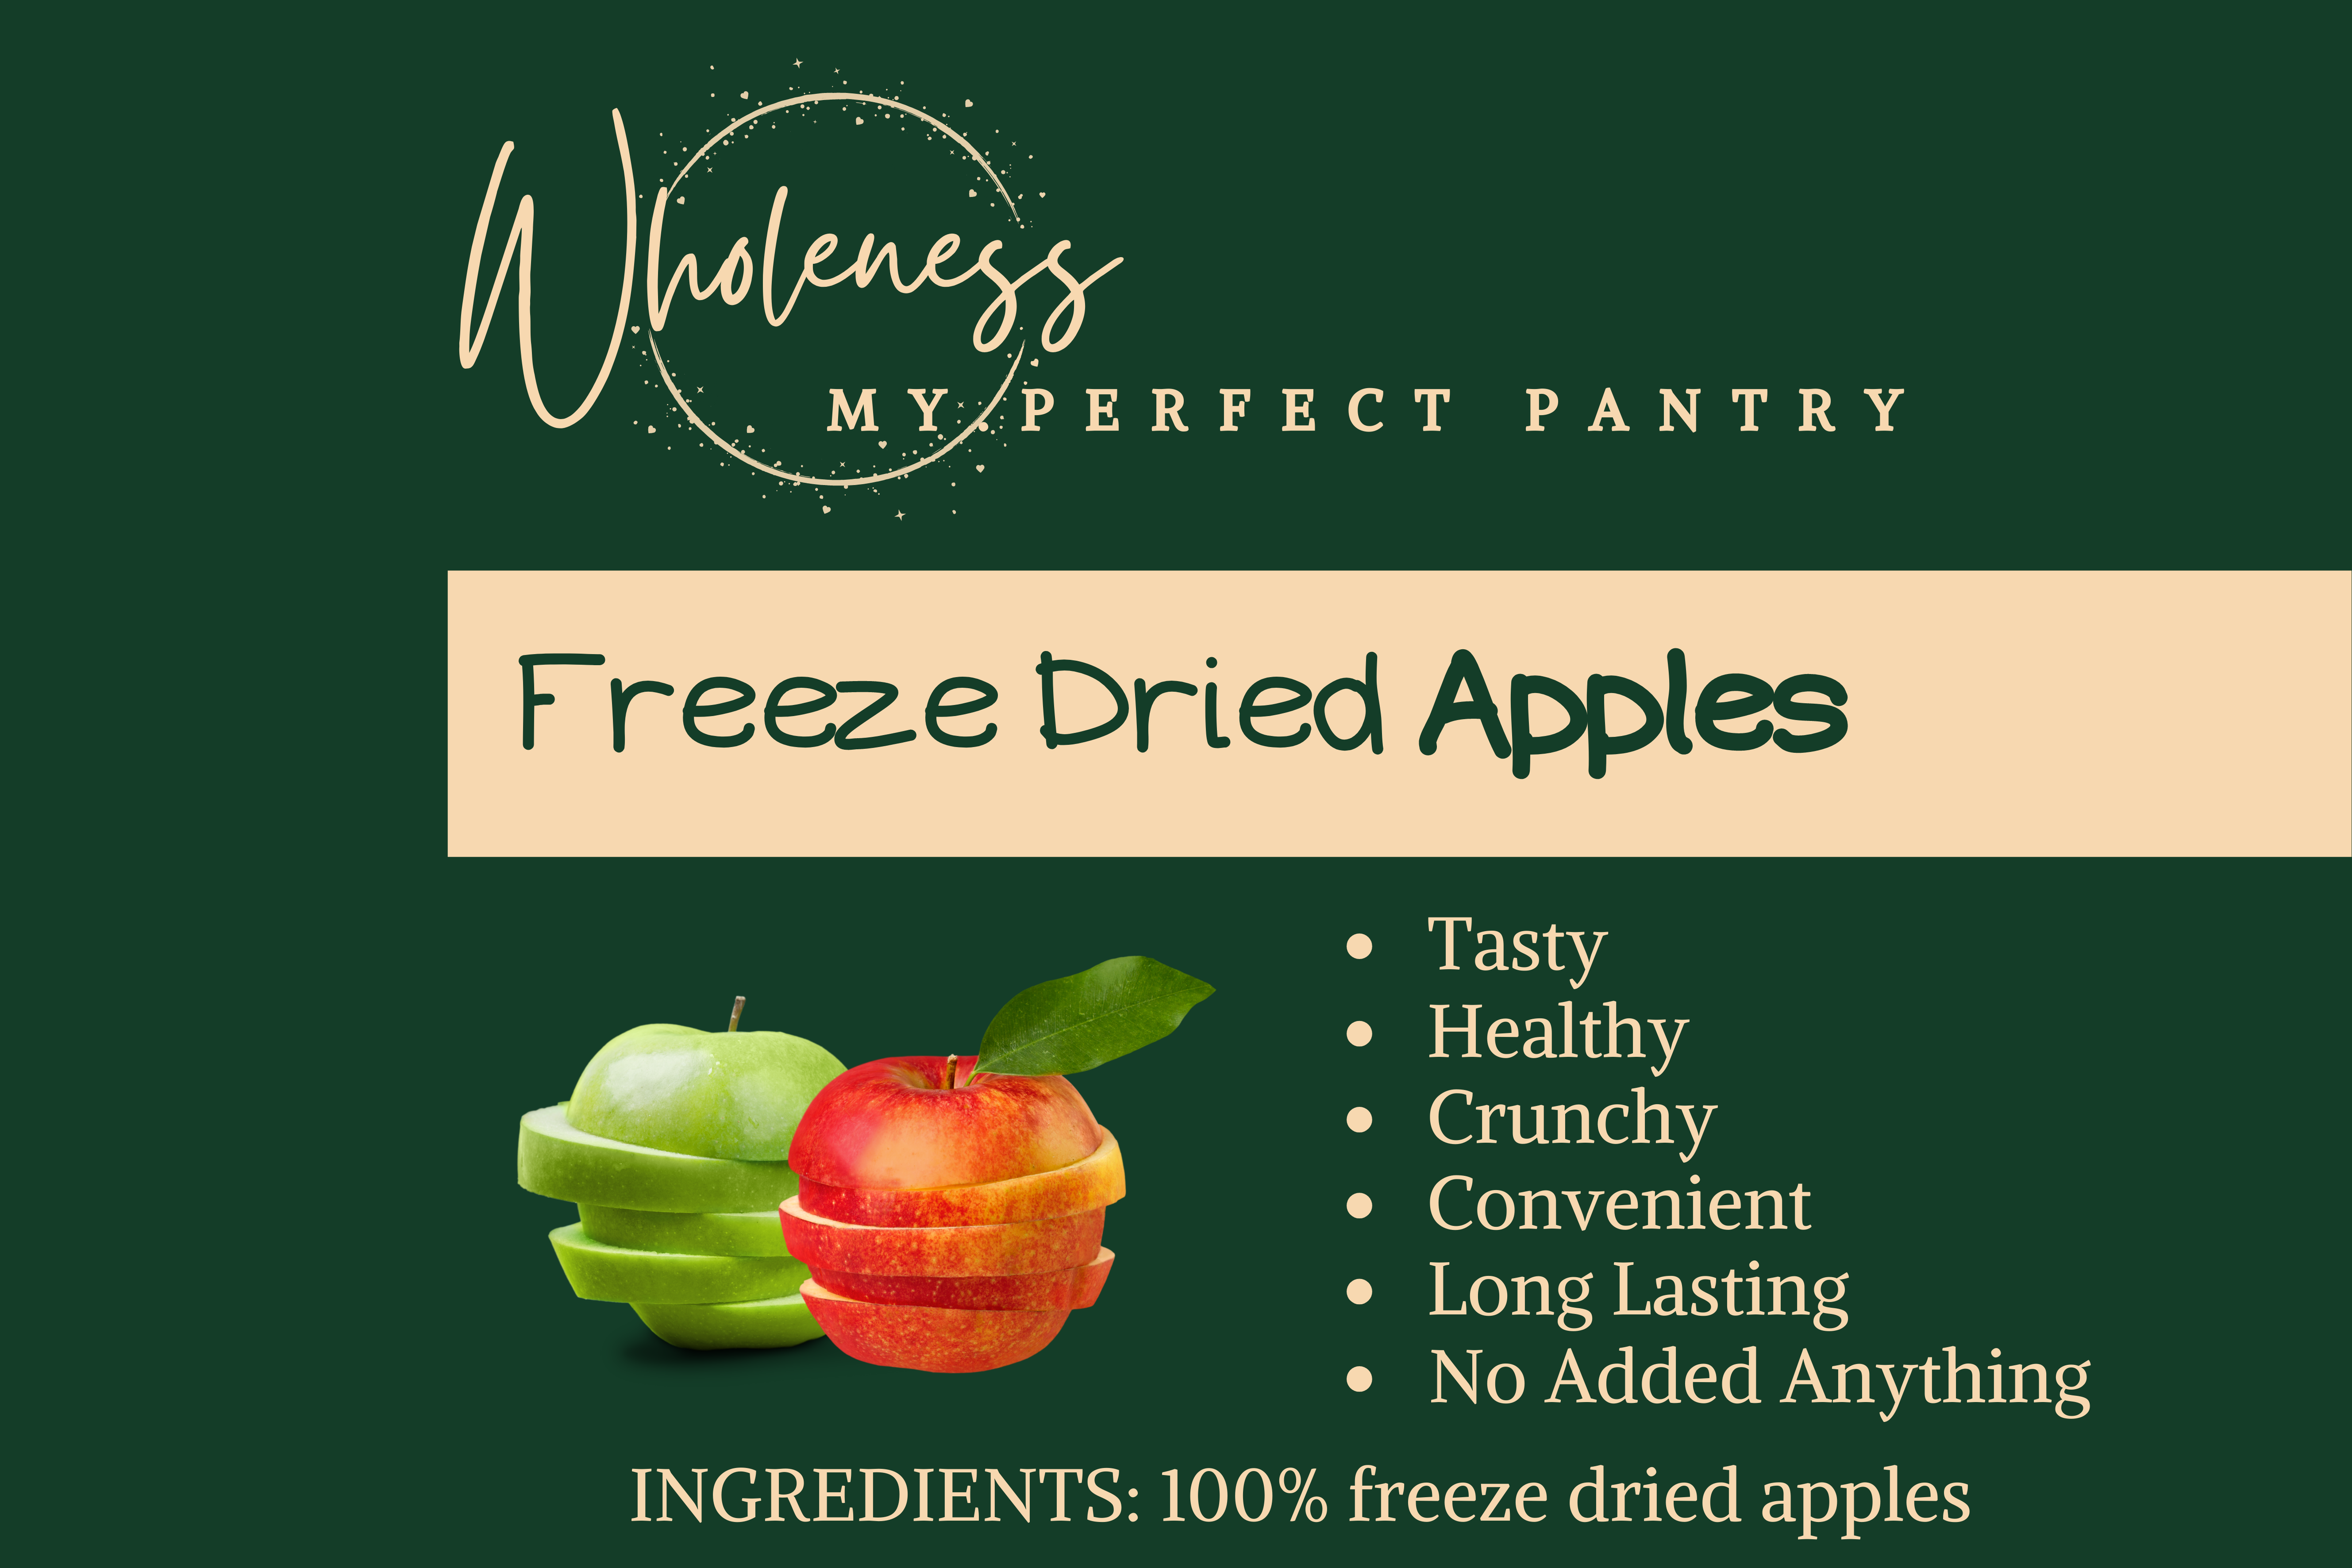 Wholeness
MY PERFECT PANTRY
Freeze Dried Apples
• Tasty
• Healthy
• Crunchy
• Convenient
• Long Lasting
• No Added Anything
INGREDIENTS: 100% freeze dried apples